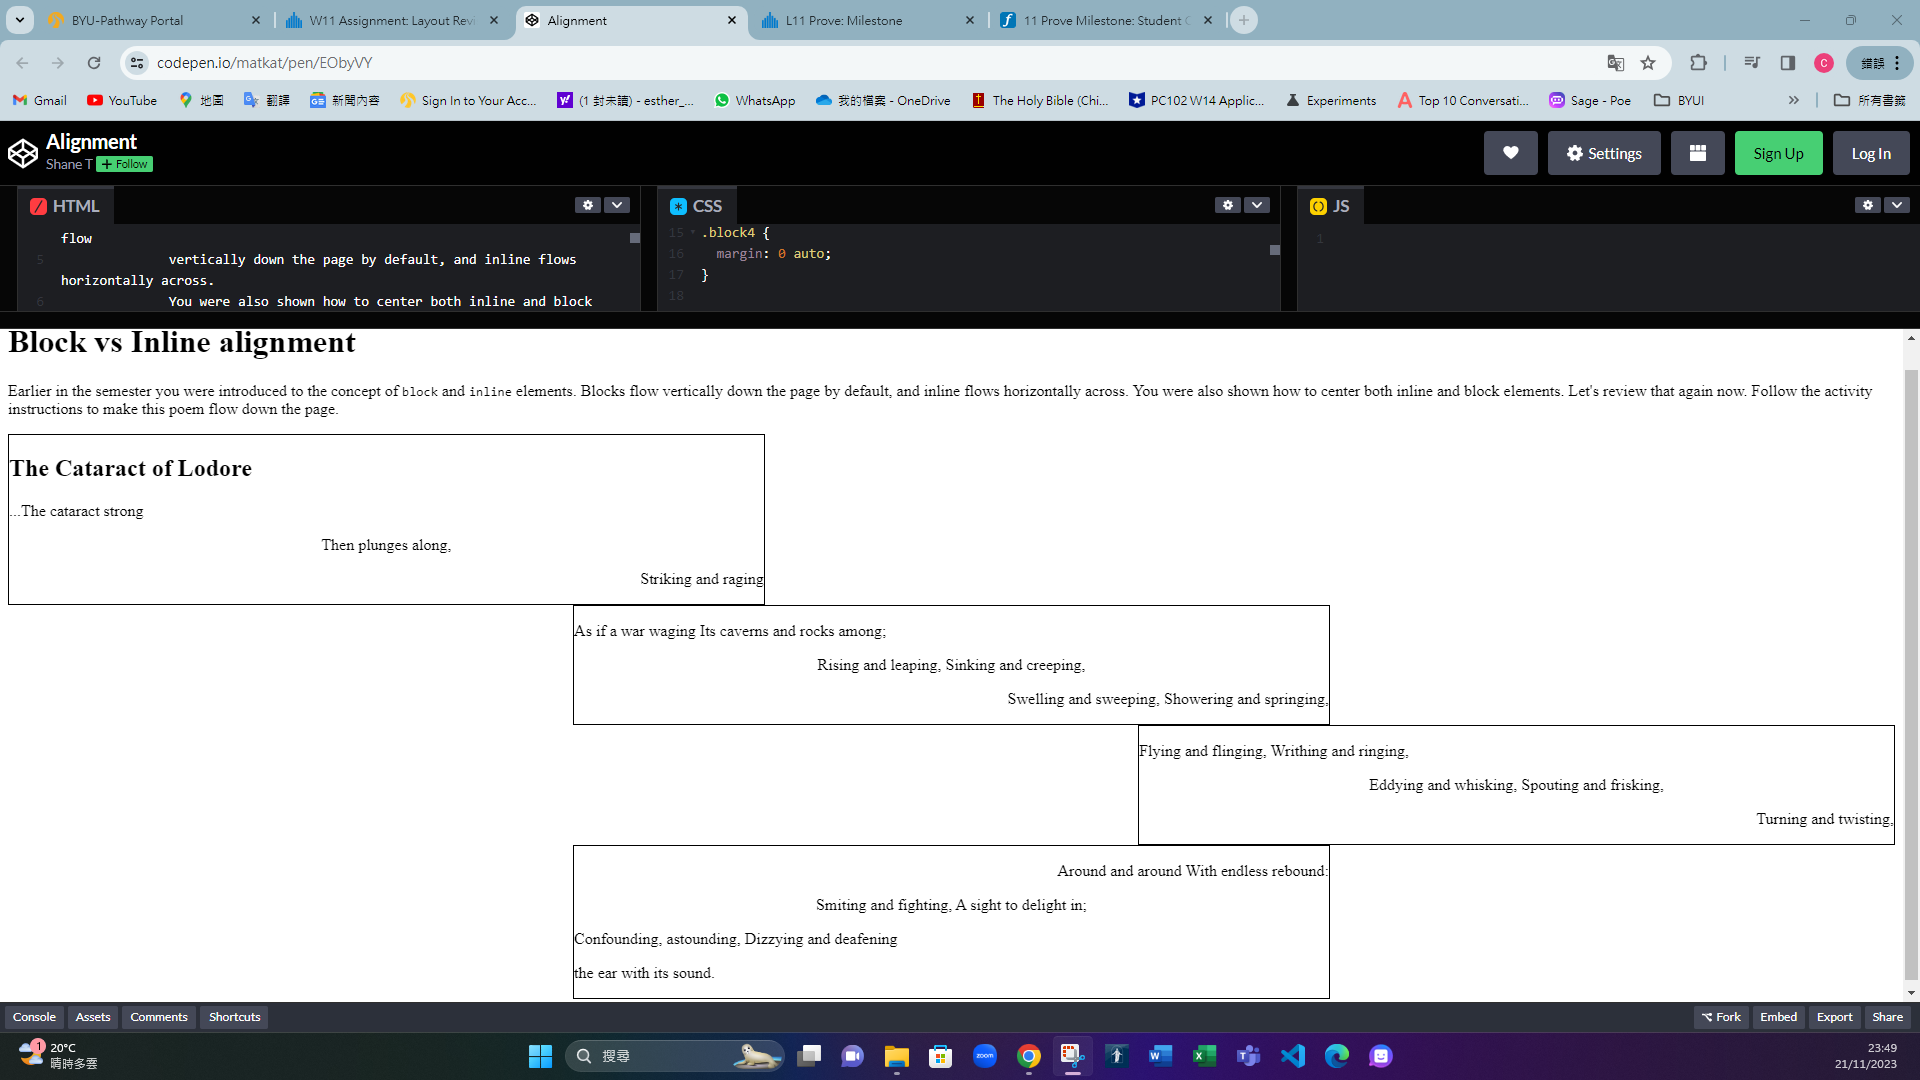 BYU-Pathway Portal
W11 Assignment: Layout Revi
Alignment
L11 Prove: Milestone
11 Prove Milestone: Student C
codepen.io/matkat/pen/EObyVY
C
錯誤
Gmail
YouTube
地圖
翻譯
新聞內容
Sign In to Your Acc...
(1 封未讀) - esther_...
WhatsApp
我的檔案 - OneDrive
The Holy Bible (Chi...
PC102 W14 Applic...
Experiments
Top 10 Conversati...
Sage - Poe
BYUI
所有書籤
Alignment
Shane T
+ Follow
Settings
Sign Up
Log In
HTML
flow
5 vertically down the page by default, and inline flows
horizontally across.
6 You were also shown how to center both inline and block
CSS
15 .block4 {
16 margin: 0 auto;
17 }
18
JS
1
Block vs Inline alignment
Earlier in the semester you were introduced to the concept of block and inline elements. Blocks flow vertically down the page by default, and inline flows horizontally across. You were also shown how to center both inline and block elements. Let's review that again now. Follow the activity
instructions to make this poem flow down the page.
The Cataract of Lodore
...The cataract strong
Then plunges along,
Striking and raging
As if a war waging Its caverns and rocks among;
Rising and leaping, Sinking and creeping,
Swelling and sweeping, Showering and springing,
Flying and flinging, Writhing and ringing,
Eddying and whisking, Spouting and frisking,
Turning and twisting,
Around and around With endless rebound:
Smiting and fighting, A sight to delight in;
Confounding, astounding, Dizzying and deafening
the ear with its sound.
Console
Assets
Comments
Shortcuts
Fork
Embed
Export
Share
1
20°C
晴時多雲
搜尋
zoom
23:49
21/11/2023